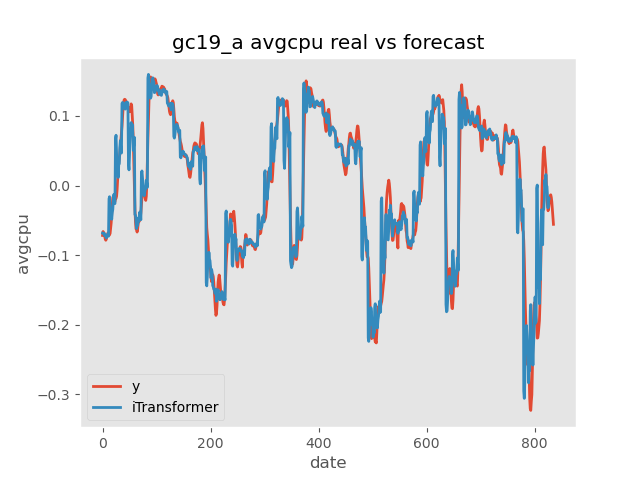 gc19_a avgcpu real vs forecast
avgcpu
0.1
0.0
−0.1
−0.2
−0.3
y
iTransformer
0
200
400
600
800
date